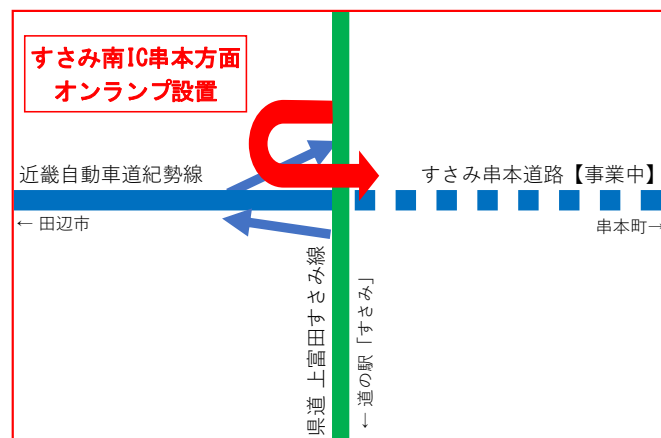 すさみ南IC串本方面
オンランプ設置
近畿自動車道紀勢線
すさみ串本道路【事業中】
← 田辺市
串本町→
県道 上富田すさみ線
← 道の駅「すさみ」